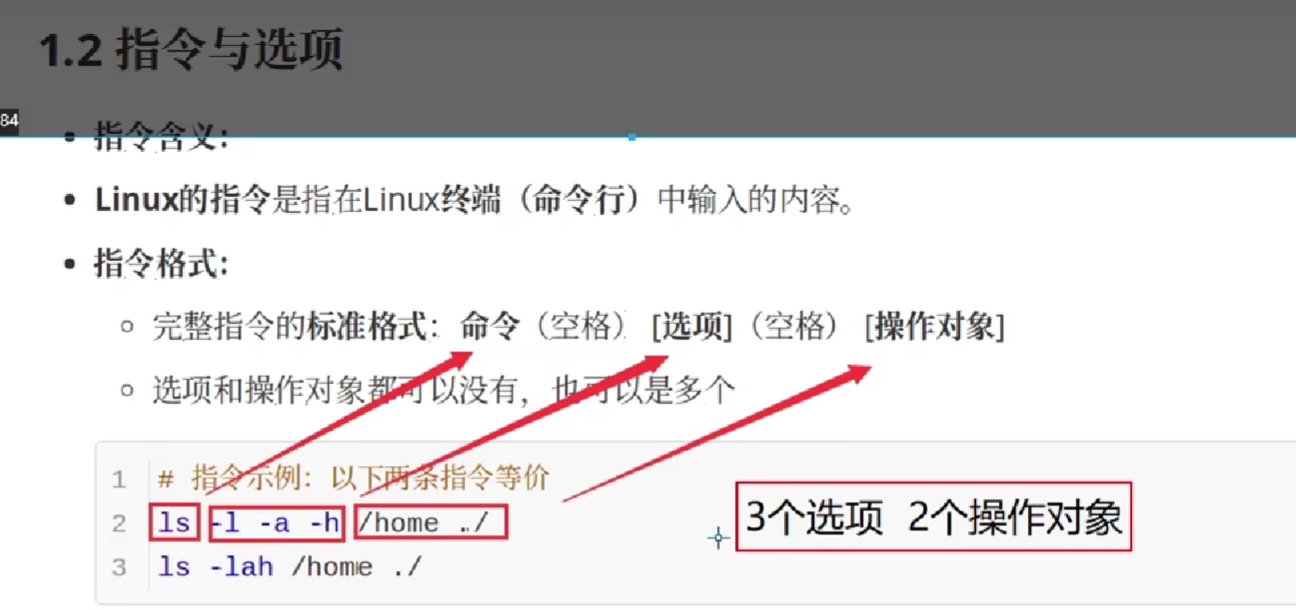 1.2 指令与选项
84
指令含义：
Linux的指令是指在Linux终端（命令行）中输入的内容。
指令格式：
完整指令的标准格式：命令（空格） [选项]（空格） [操作对象]
选项和操作对象都可以没有，也可以是多个
1 # 指令示例：以下两条指令等价
2 ls -l -a -h /home ./
3个选项 2个操作对象
3 ls -lah /home ./